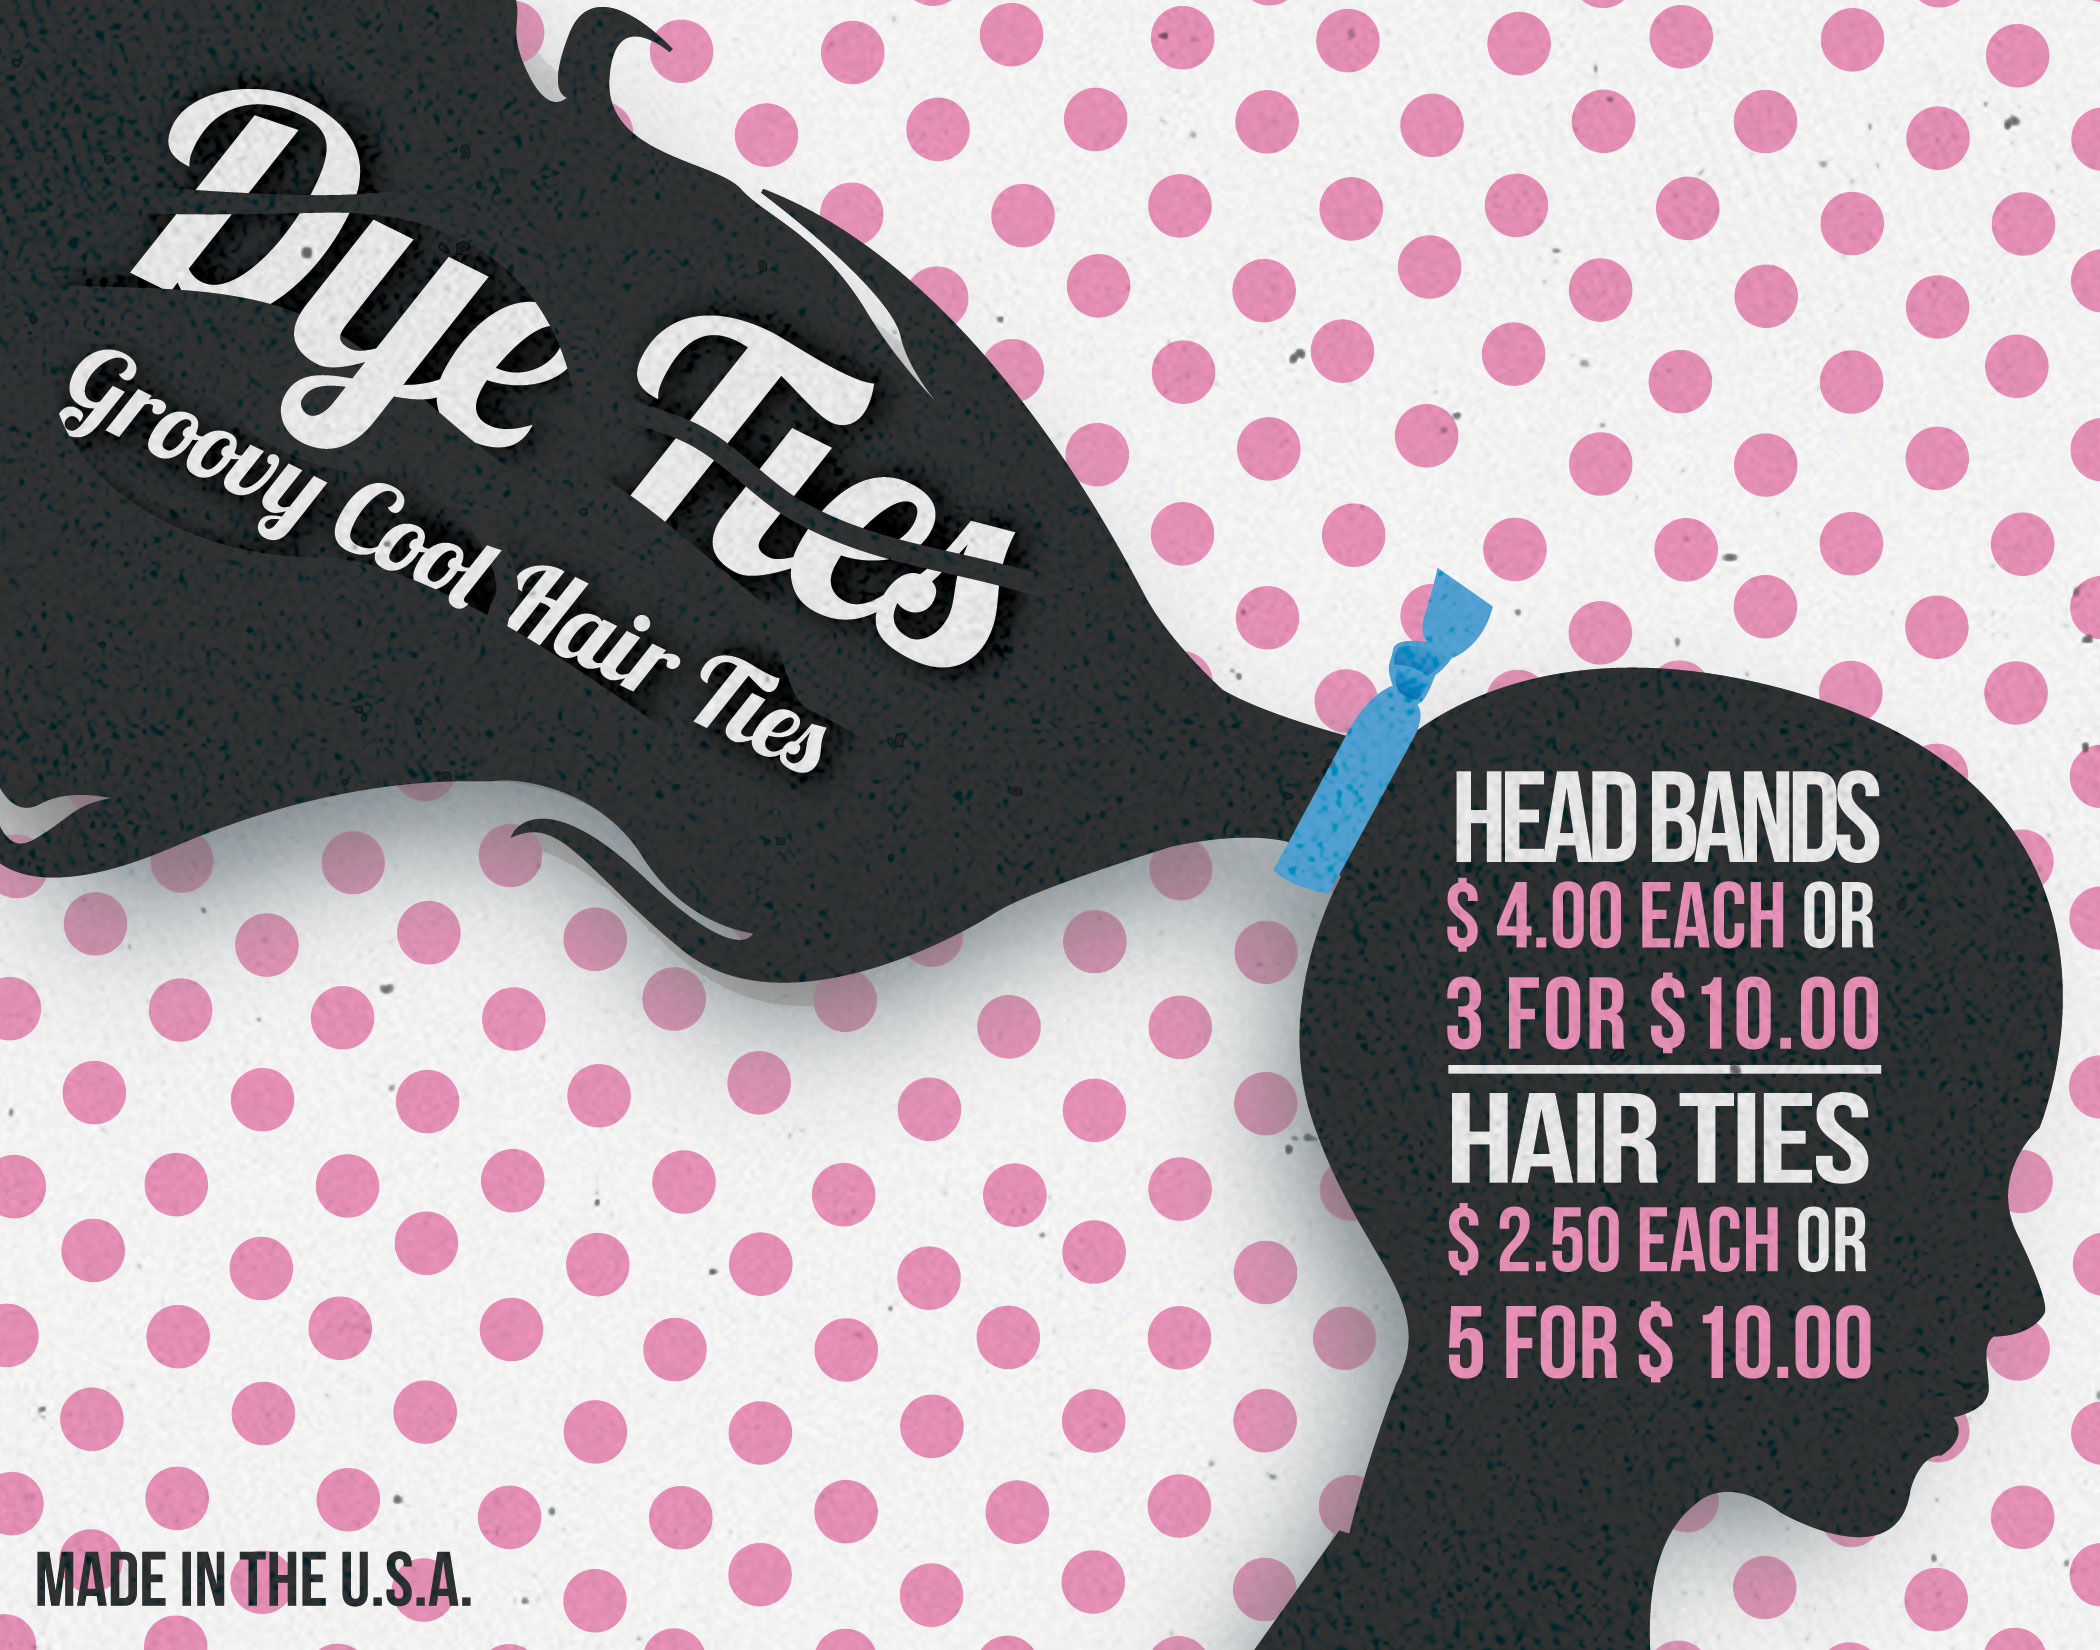 Dye Ties
Groovy Cool Hair Ties
HEAD BANDS
$ 4.00 EACH OR
3 FOR $10.00
HAIR TIES
$ 2.50 EACH OR
5 FOR $ 10.00
MADE IN THE U.S.A.